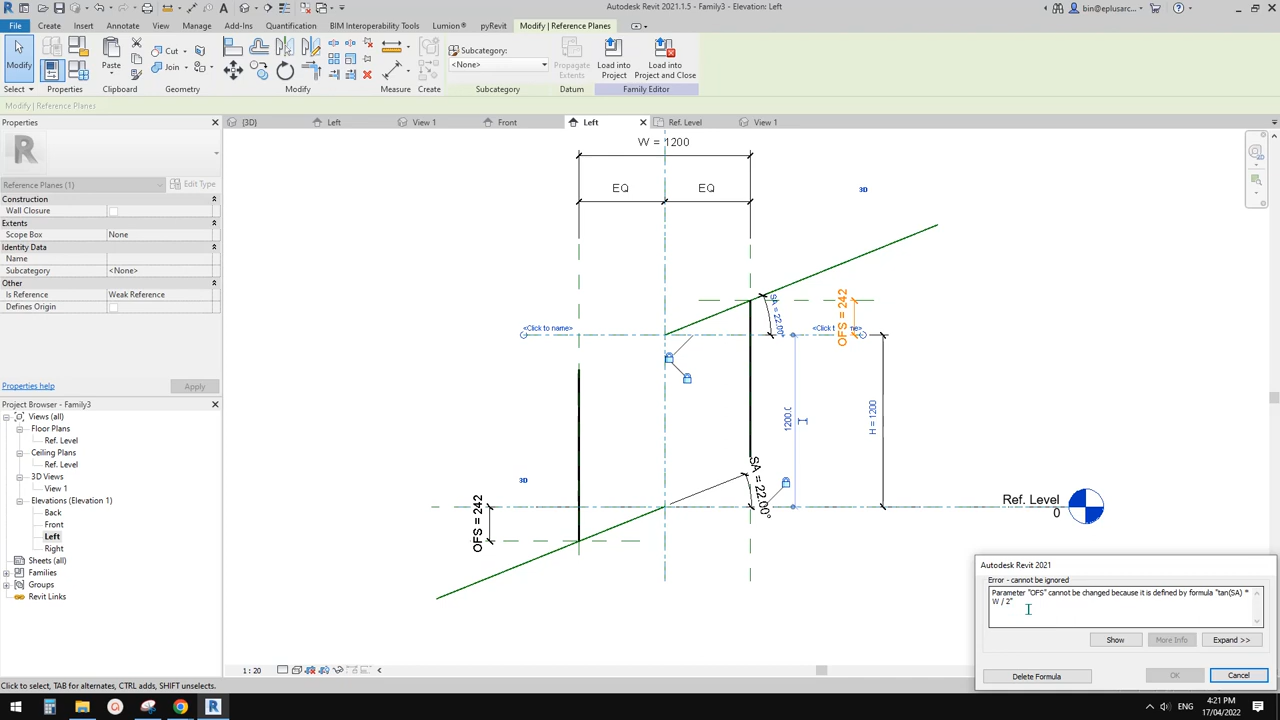 Autodesk Revit 2021.1.5 - Family3 - Elevation: Left
bin@eplusarc...
File Create Insert Annotate View Manage Add-Ins Quantification BIM Interoperability Tools Lumion® pyRevit Modify | Reference Planes
Modify
Paste
Cut
Join
Subcategory:
<None>
Propagate Extents
Load into Project
Load into Project and Close
Select Properties Clipboard Geometry Modify Measure Create Subcategory Datum Family Editor
Modify | Reference Planes
Properties
{3D} Left View 1 Front Left Ref. Level View 1
Reference Planes (1) Edit Type
Construction
Wall Closure
Extents
Scope Box None
Identity Data
Name
Subcategory <None>
Other
Is Reference Weak Reference
Defines Origin
Properties help Apply
Project Browser - Family3
Views (all)
Floor Plans
Ref. Level
Ceiling Plans
Ref. Level
3D Views
View 1
Elevations (Elevation 1)
Back
Front
Left
Right
Sheets (all)
Families
Groups
Revit Links
W = 1200
EQ EQ
3D
OFS = 242
SA = 22.00°
<Click to name>
<Click t
1200.0
H = 1200
SA = 22.00°
3D
OFS = 242
Ref. Level
0
Autodesk Revit 2021
Error - cannot be ignored
Parameter "OFS" cannot be changed because it is defined by formula "tan(SA) *
W / 2"
Show More Info Expand >>
Delete Formula OK Cancel
1 : 20
Click to select, TAB for alternates, CTRL adds, SHIFT unselects.
ENG
4:21 PM
17/04/2022